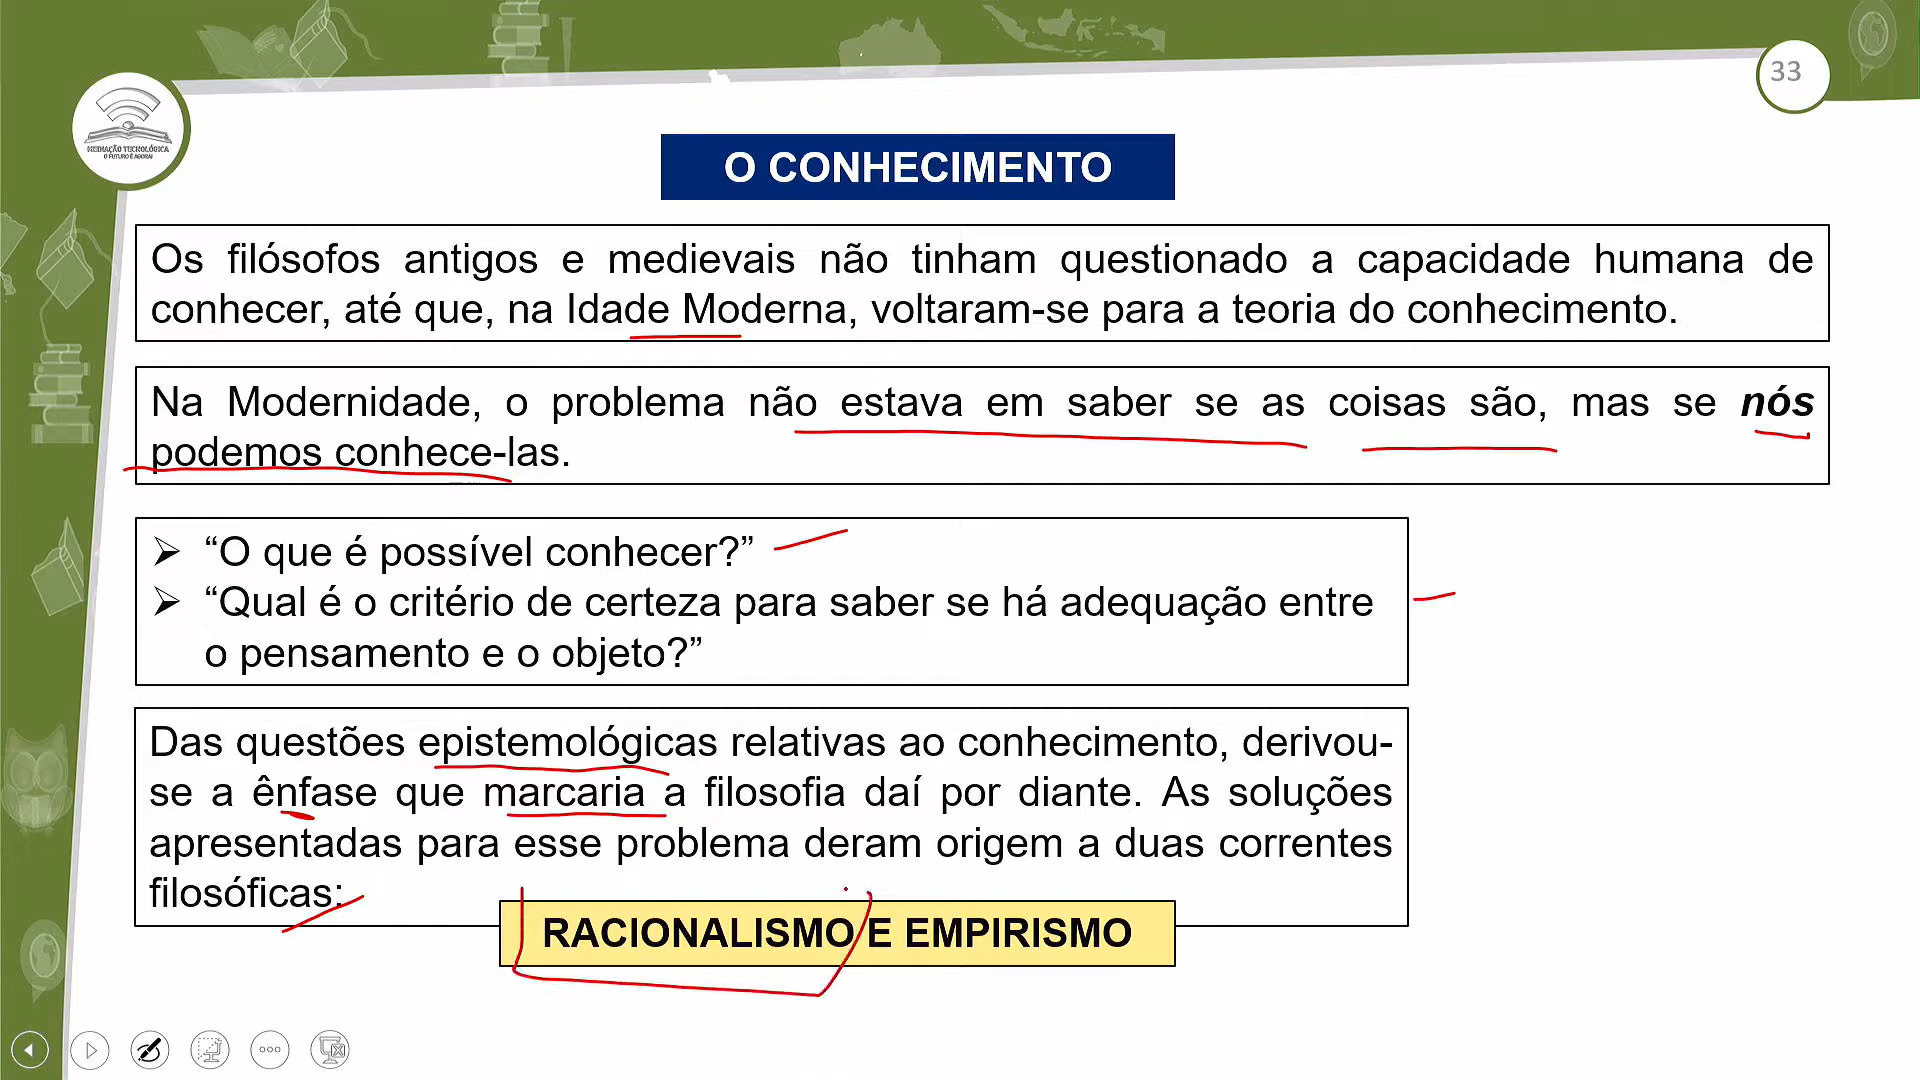 33
MEDIAÇÃO TECNOLÓGICA
O FUTURO É AGORA!
O CONHECIMENTO
Os filósofos antigos e medievais não tinham questionado a capacidade humana de
conhecer, até que, na Idade Moderna, voltaram-se para a teoria do conhecimento.
Na Modernidade, o problema não estava em saber se as coisas são, mas se nós
podemos conhece-las.
➢ “O que é possível conhecer?”
➢ “Qual é o critério de certeza para saber se há adequação entre
o pensamento e o objeto?”
Das questões epistemológicas relativas ao conhecimento, derivou-
se a ênfase que marcaria a filosofia daí por diante. As soluções
apresentadas para esse problema deram origem a duas correntes
filosóficas:
RACIONALISMO E EMPIRISMO